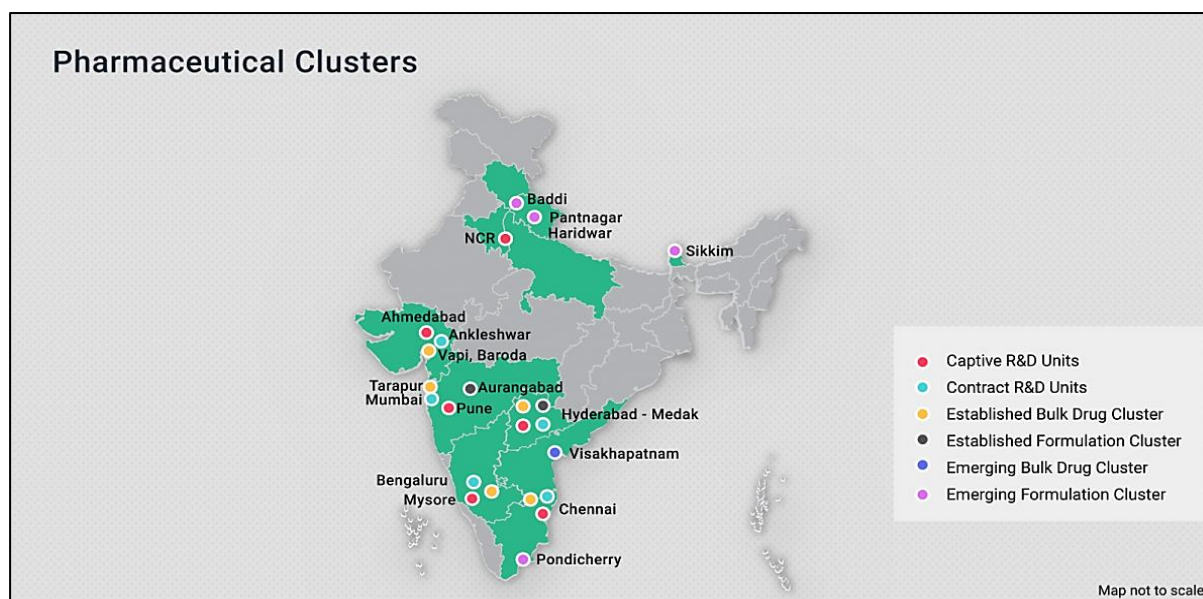 Pharmaceutical Clusters
Baddi
Pantnagar
Haridwar
NCR
Sikkim
Ahmedabad
Ankleshwar
Vapi, Baroda
Tarapur
Mumbai
Aurangabad
Pune
Hyderabad - Medak
Visakhapatnam
Bengaluru
Mysore
Chennai
Pondicherry
Captive R&D Units
Contract R&D Units
Established Bulk Drug Cluster
Established Formulation Cluster
Emerging Bulk Drug Cluster
Emerging Formulation Cluster
Map not to scale